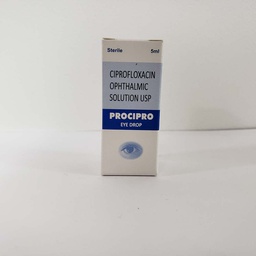 Sterile 5ml
CIPROFLOXACIN
OPHTHALMIC
SOLUTION USP
PROCIPRO
EYE DROP